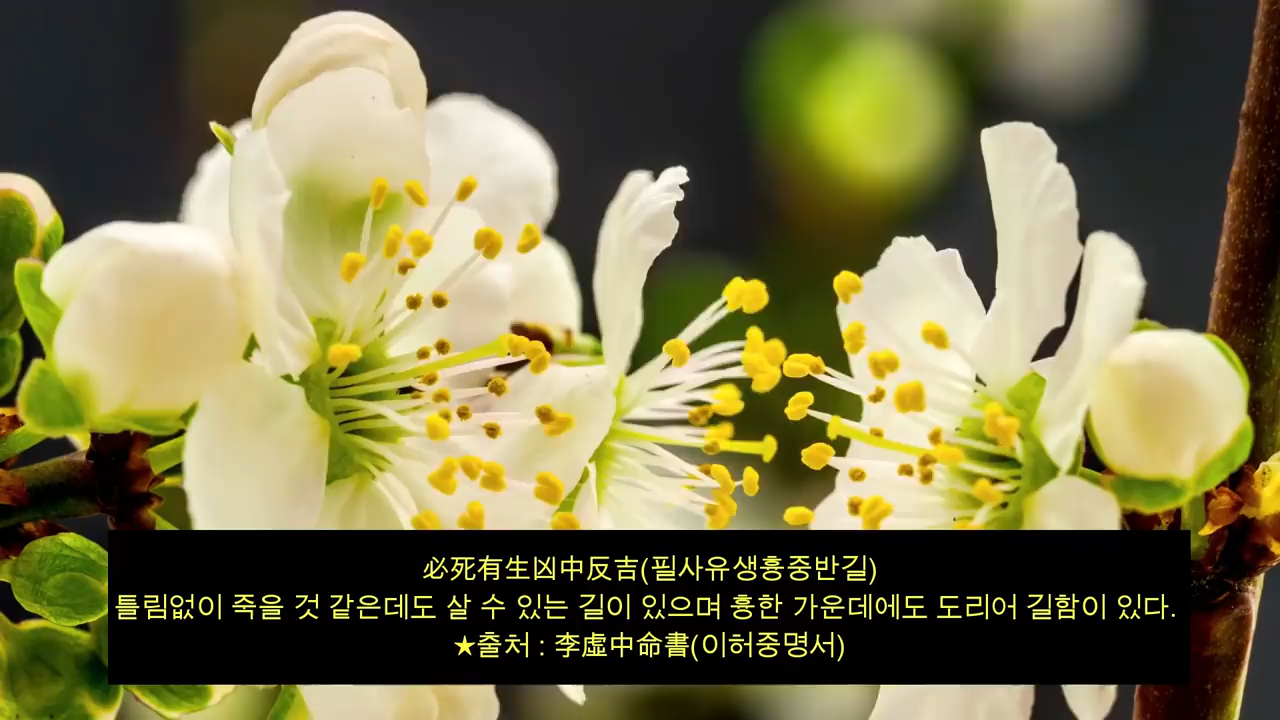 必死有生凶中反吉(필사유생흉중반길)
틀림없이 죽을 것 같은데도 살 수 있는 길이 있으며 흉한 가운데에도 도리어 길함이 있다.
★출처 : 李虛中命書(이허중명서)